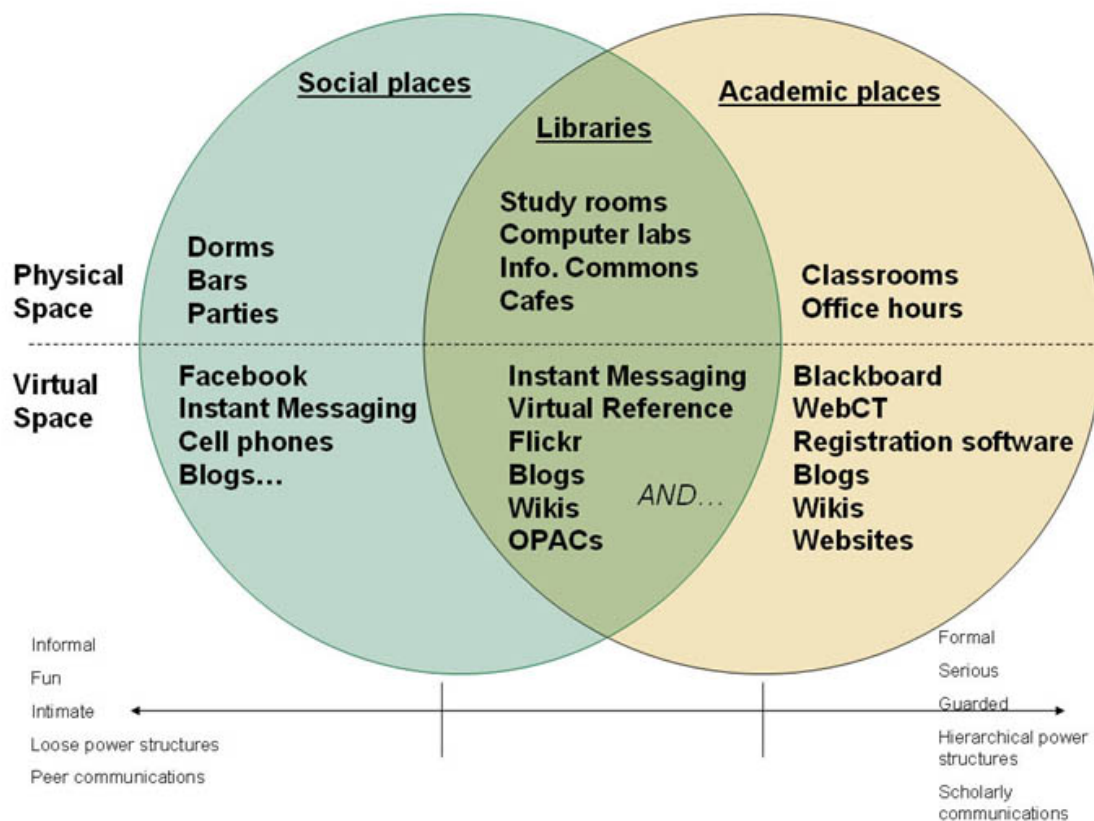 Social places
Academic places
Libraries
Physical
Space
Dorms
Bars
Parties
Study rooms
Computer labs
Info. Commons
Cafes
Classrooms
Office hours
Virtual
Space
Facebook
Instant Messaging
Cell phones
Blogs…
Instant Messaging
Virtual Reference
Flickr
Blogs
Wikis
OPACs
AND…
Blackboard
WebCT
Registration software
Blogs
Wikis
Websites
Informal
Fun
Intimate
Loose power structures
Peer communications
Formal
Serious
Guarded
Hierarchical power
structures
Scholarly
communications